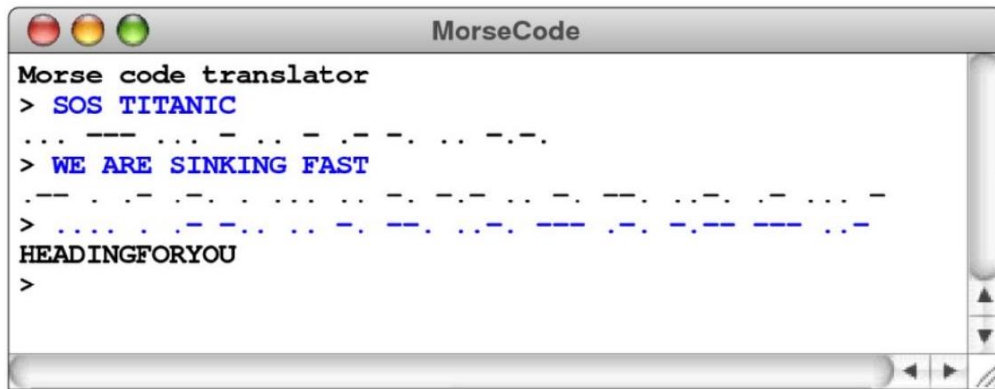 MorseCode
Morse code translator
> SOS TITANIC
... --- ... - .. - .- -. .. -.-.
> WE ARE SINKING FAST
.-- . .- .-. . ... .. -. -.- .. -. --. ..-. .- ... -
> .... . .- -.. .. -. --. ..-. --- .-. -.-- --- ..-
HEADINGFORYOU
>